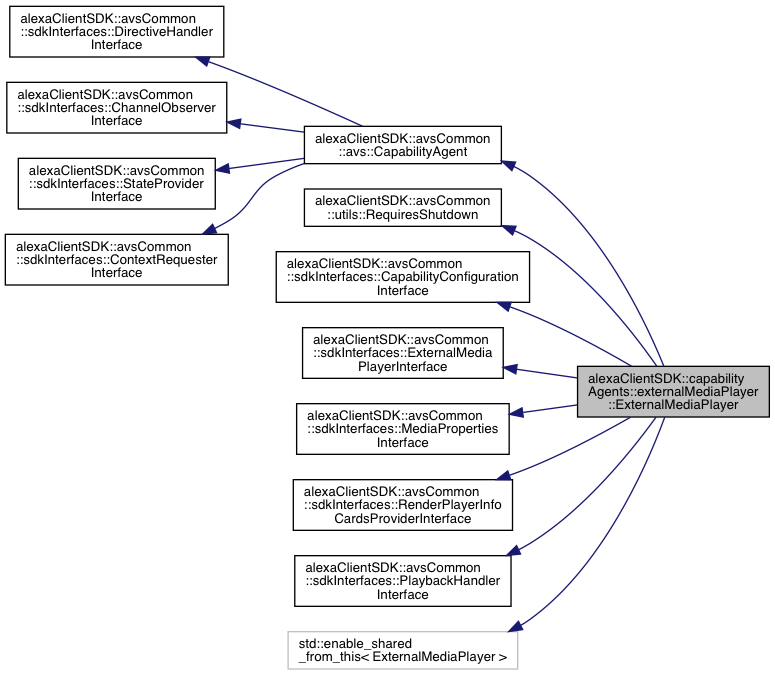 alexaClientSDK::avsCommon
::sdkInterfaces::DirectiveHandler
Interface
alexaClientSDK::avsCommon
::sdkInterfaces::ChannelObserver
Interface
alexaClientSDK::avsCommon
::sdkInterfaces::StateProvider
Interface
alexaClientSDK::avsCommon
::sdkInterfaces::ContextRequester
Interface
alexaClientSDK::avsCommon
::avs::CapabilityAgent
alexaClientSDK::avsCommon
::utils::RequiresShutdown
alexaClientSDK::avsCommon
::sdkInterfaces::CapabilityConfiguration
Interface
alexaClientSDK::avsCommon
::sdkInterfaces::ExternalMedia
PlayerInterface
alexaClientSDK::avsCommon
::sdkInterfaces::MediaProperties
Interface
alexaClientSDK::avsCommon
::sdkInterfaces::RenderPlayerInfo
CardsProviderInterface
alexaClientSDK::avsCommon
::sdkInterfaces::PlaybackHandler
Interface
std::enable_shared
_from_this< ExternalMediaPlayer >
alexaClientSDK::capability
Agents::externalMediaPlayer
::ExternalMediaPlayer